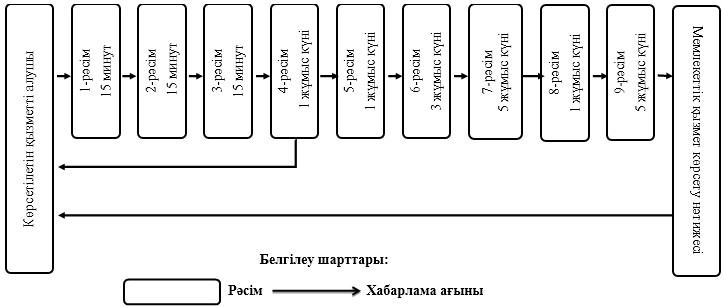 Көрсетілетін қызметті алушы
1-рәсім
15 минут
2-рәсім
15 минут
3-рәсім
15 минут
4-рәсім
1 жұмыс күні
5-рәсім
1 жұмыс күні
6-рәсім
3 жұмыс күні
7-рәсім
5 жұмыс күні
8-рәсім
1 жұмыс күні
9-рәсім
5 жұмыс күні
Мемлекеттік қызмет көрсету нәтижесі
Белгілеу шарттары:
Рәсім
Хабарлама ағыны